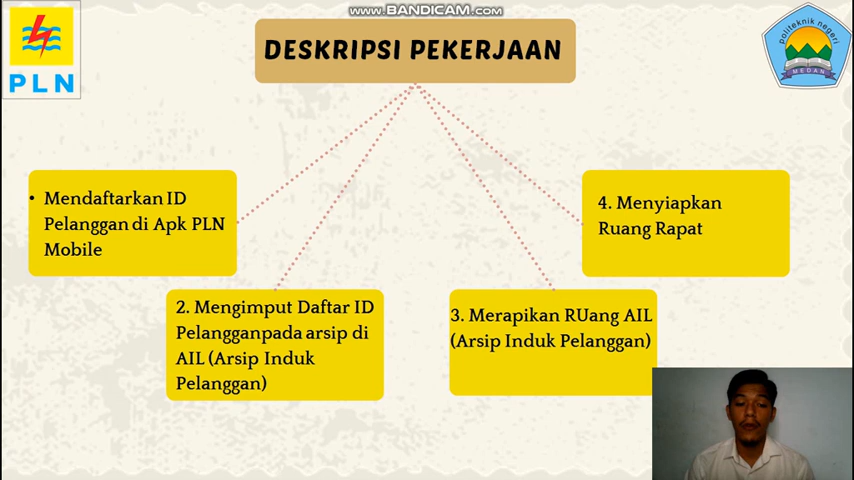 www.BANDICAM.com
PLN
DESKRIPSI PEKERJAAN
politeknik negeri
MEDAN
• Mendaftarkan ID
Pelanggan di Apk PLN
Mobile
2. Mengimput Daftar ID
Pelangganpada arsip di
AIL (Arsip Induk
Pelanggan)
3. Merapikan RUang AIL
(Arsip Induk Pelanggan)
4. Menyiapkan
Ruang Rapat